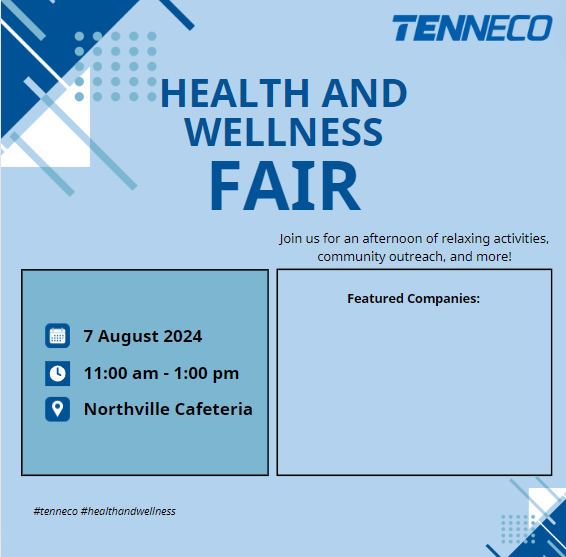 TENNECO
HEALTH AND
WELLNESS
FAIR
Join us for an afternoon of relaxing activities,
community outreach, and more!
7 August 2024
11:00 am - 1:00 pm
Northville Cafeteria
Featured Companies:
#tenneco #healthandwellness